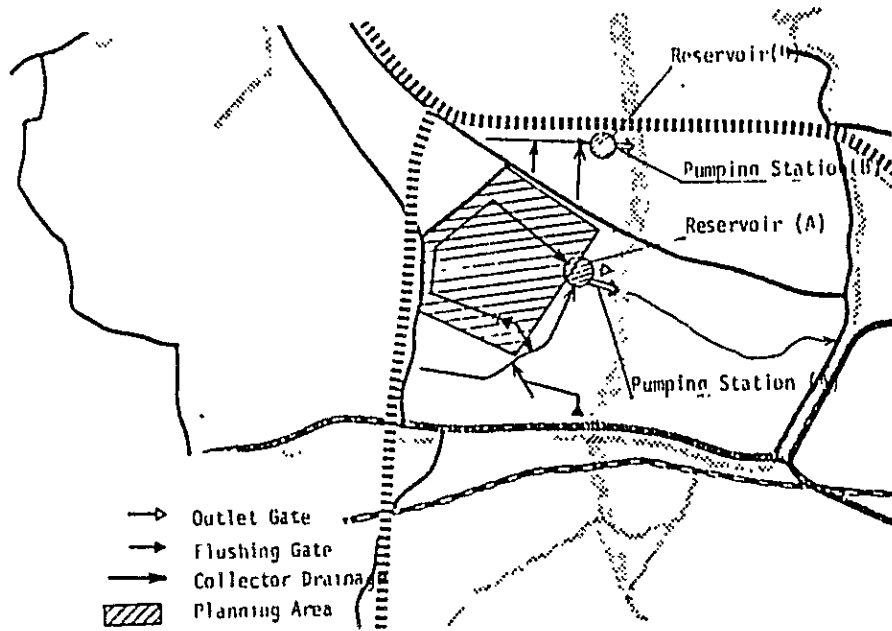 Reservoir(B)
Pumping Station (B)
Reservoir (A)
Pumping Station (A)
Outlet Gate
Flushing Gate
Collector Drainage
Planning Area